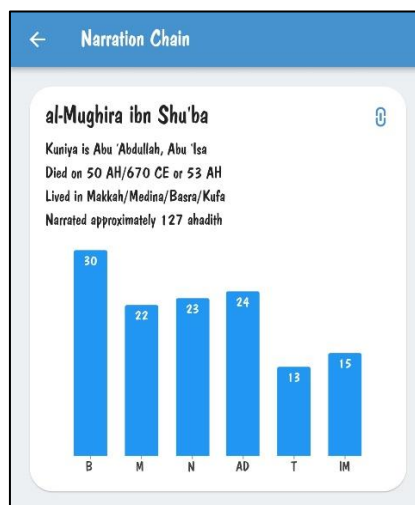 Narration Chain
al-Mughira ibn Shu'ba
Kuniya is Abu 'Abdullah, Abu 'Isa
Died on 50 AH/670 CE or 53 AH
Lived in Makkah/Medina/Basra/Kufa
Narrated approximately 127 ahadith
30 22 23 24 13 15
B M N AD T IM